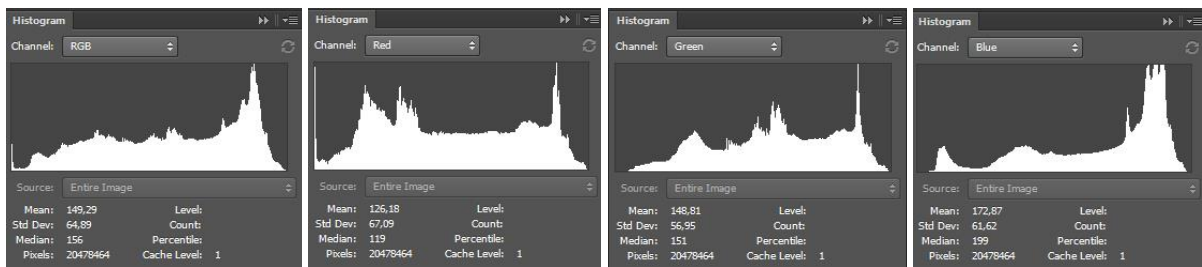 Histogram
Channel: RGB
Source: Entire Image
Mean: 149,29 Level:
Std Dev: 64,89 Count:
Median: 156 Percentile:
Pixels: 20478464 Cache Level: 1
Histogram
Channel: Red
Source: Entire Image
Mean: 126,18 Level:
Std Dev: 67,09 Count:
Median: 119 Percentile:
Pixels: 20478464 Cache Level: 1
Histogram
Channel: Green
Source: Entire Image
Mean: 148,81 Level:
Std Dev: 56,95 Count:
Median: 151 Percentile:
Pixels: 20478464 Cache Level: 1
Histogram
Channel: Blue
Source: Entire Image
Mean: 172,87 Level:
Std Dev: 61,62 Count:
Median: 199 Percentile:
Pixels: 20478464 Cache Level: 1